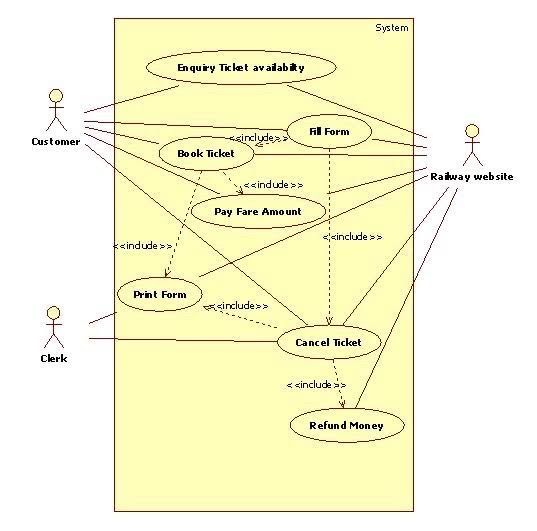 System
Enquiry Ticket availabilty
Fill Form
<<include>>
Customer
Book Ticket
Railway website
<<include>>
Pay Fare Amount
<<include>>
<<include>>
Print Form
<<include>>
Cancel Ticket
Clerk
<<include>>
Refund Money